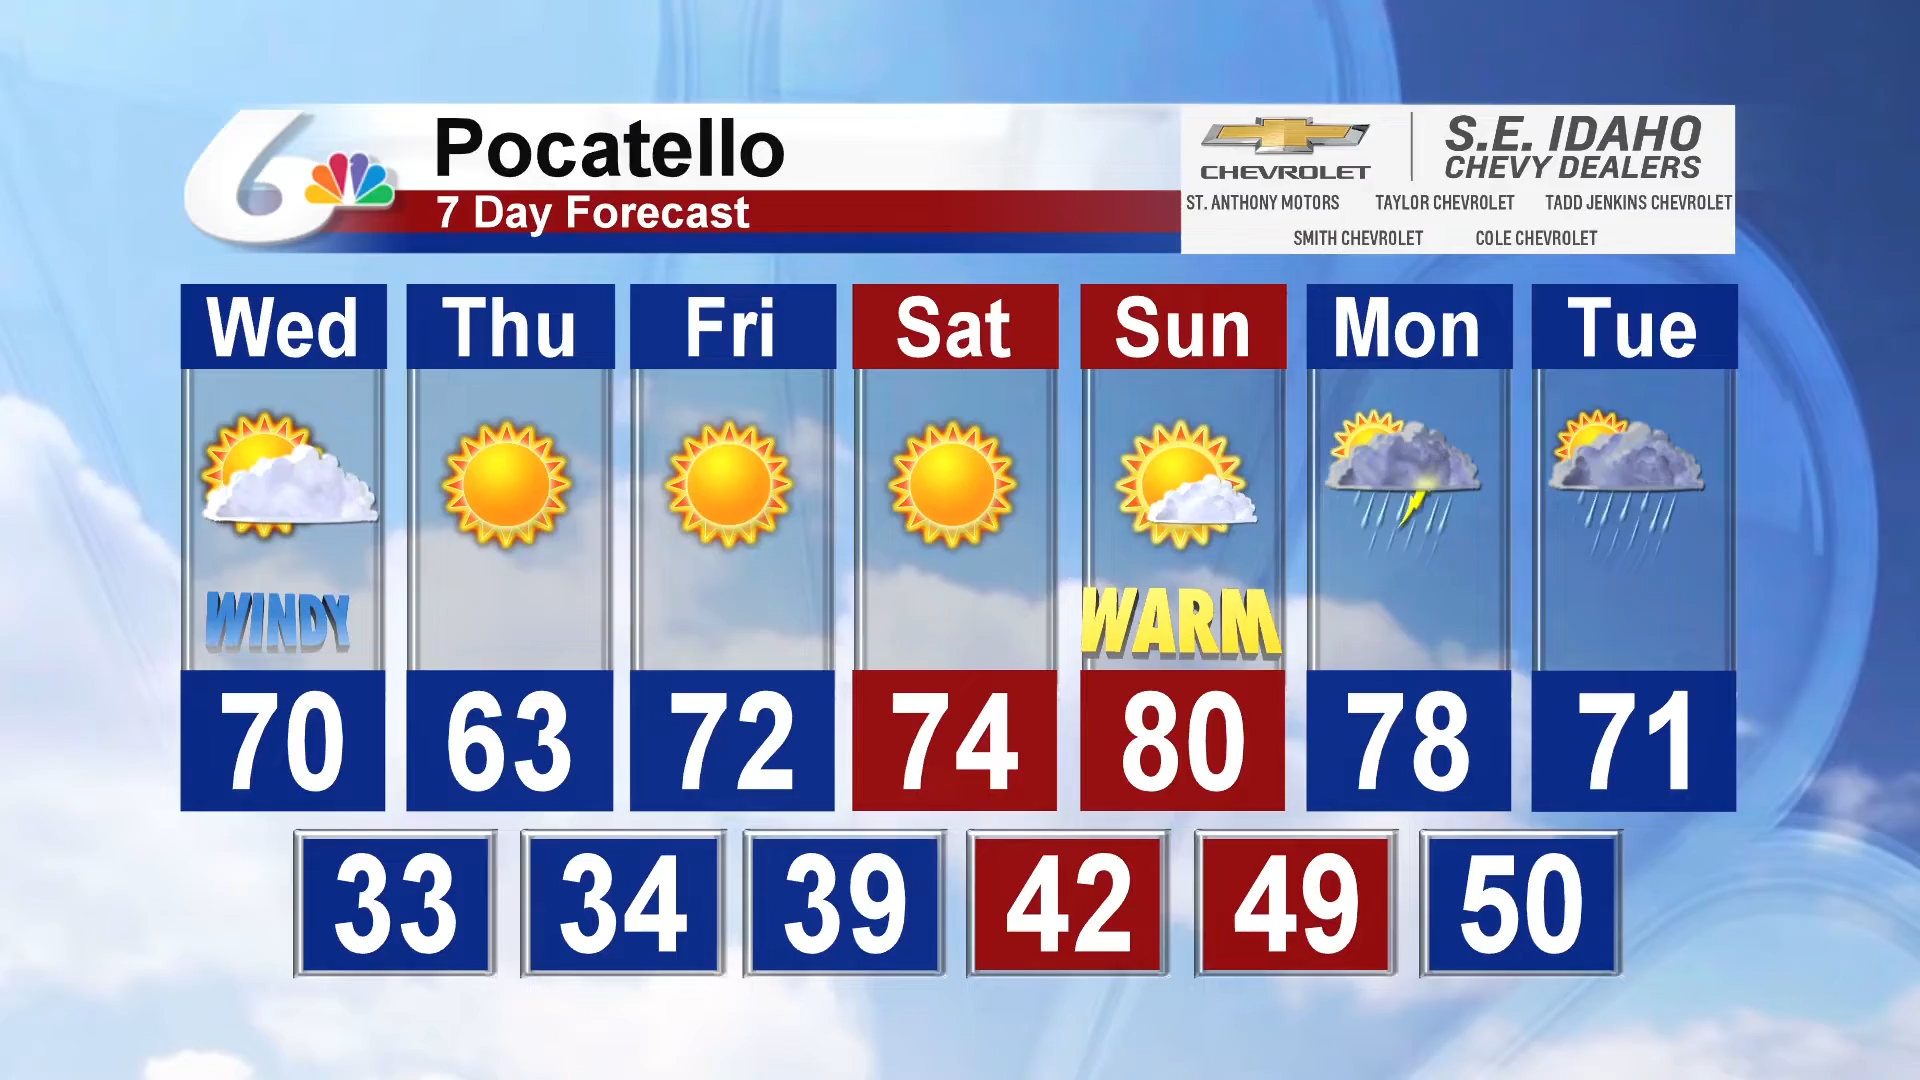 6
Pocatello
7 Day Forecast
CHEVROLET
S.E. IDAHO
CHEVY DEALERS
ST. ANTHONY MOTORS TAYLOR CHEVROLET TADD JENKINS CHEVROLET
SMITH CHEVROLET COLE CHEVROLET
Wed Thu Fri Sat Sun Mon Tue
WINDY WARM
70 63 72 74 80 78 71
33 34 39 42 49 50